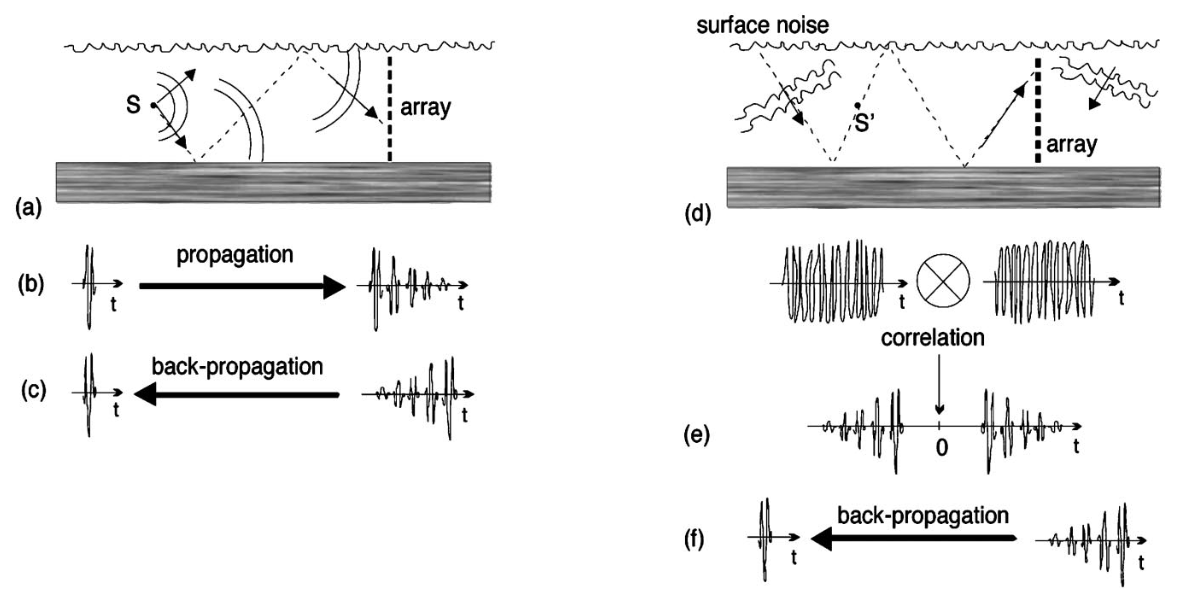 S
array
(a)
(b)
propagation
t
t
(c)
back-propagation
t
t
surface noise
S'
array
(d)
t
t
correlation
(e)
0
t
(f)
back-propagation
t
t